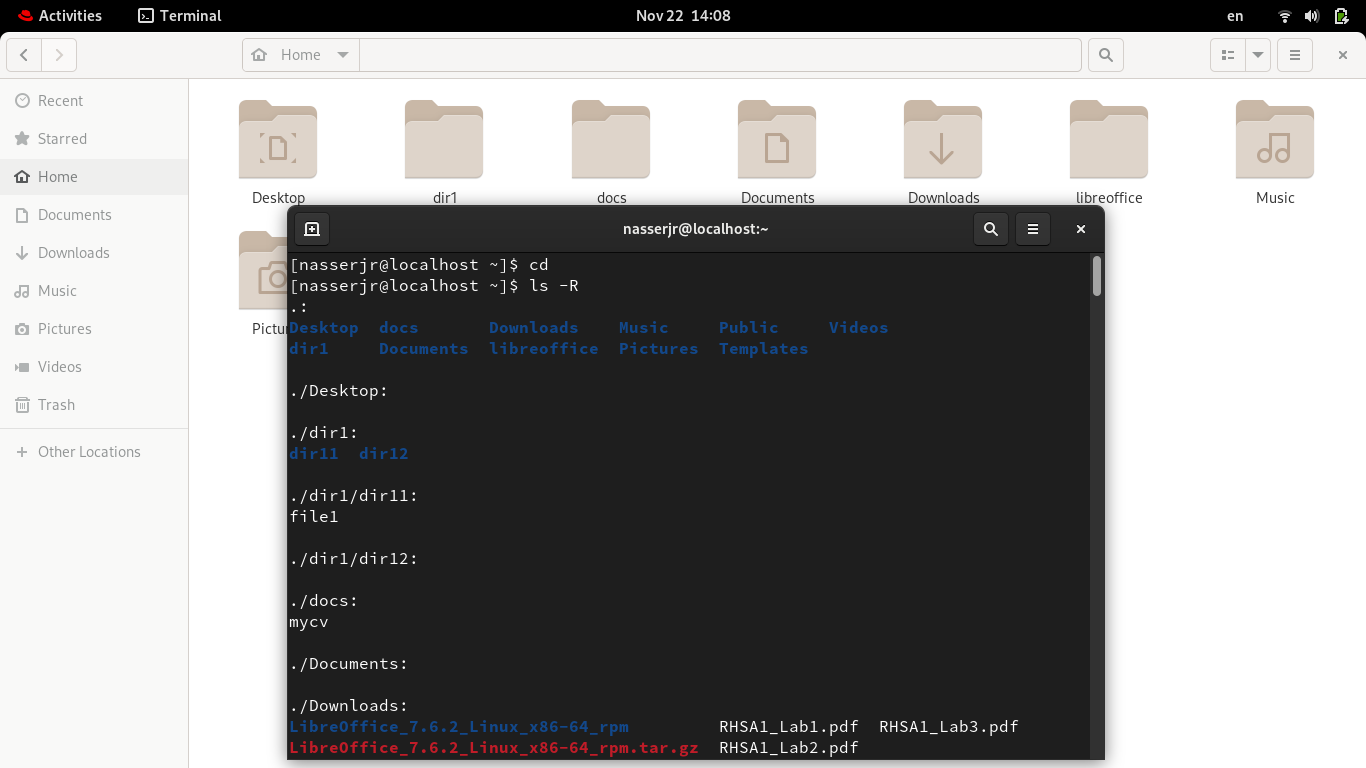 Activities Terminal Nov 22 14:08 en
Home
Recent
Starred
Home
Documents
Downloads
Music
Pictures
Videos
Trash
Other Locations
Desktop dir1 docs Documents Downloads libreoffice Music
Pictu
nasserjr@localhost:~
[nasserjr@localhost ~]$ cd
[nasserjr@localhost ~]$ ls -R
.:
Desktop docs Downloads Music Public Videos
dir1 Documents libreoffice Pictures Templates
./Desktop:
./dir1:
dir11 dir12
./dir1/dir11:
file1
./dir1/dir12:
./docs:
mycv
./Documents:
./Downloads:
LibreOffice_7.6.2_Linux_x86-64_rpm RHSA1_Lab1.pdf RHSA1_Lab3.pdf
LibreOffice_7.6.2_Linux_x86-64_rpm.tar.gz RHSA1_Lab2.pdf